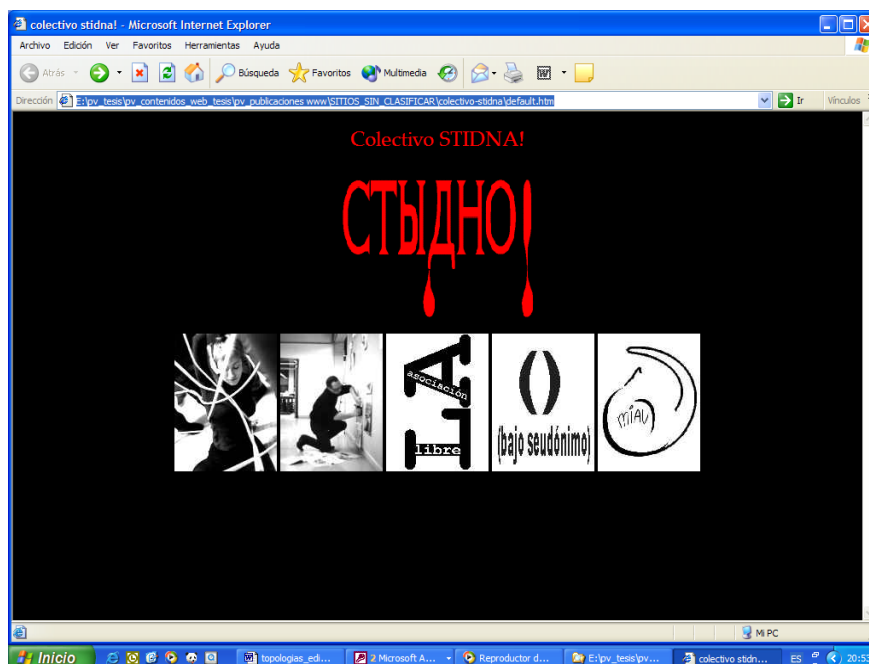 colectivo stidna! - Microsoft Internet Explorer
Archivo Edición Ver Favoritos Herramientas Ayuda
Atrás Búsqueda Favoritos Multimedia
Dirección E:\pv_tesis\pv_contenidos_web_tesis\pv_publicaciones www\SITIOS_SIN_CLASIFICAR\colectivo-stidna\default.htm Ir Vínculos
Colectivo STIDNA!
СТЫДНО!
LA
asociación
libre
()
(bajo seudónimo)
MIAU
Mi PC
Inicio topologias_edi... 2 Microsoft A... Reproductor d... E:\pv_tesis\pv... colectivo stidn... ES 20:53